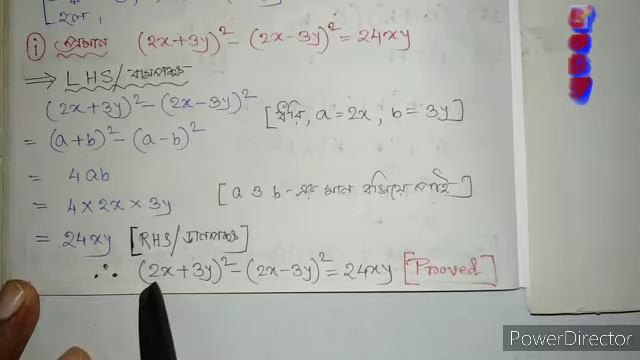 হল।
(i) প্রমাণ (2x+3y)² − (2x−3y)² = 24xy
⇒ LHS/বামপক্ষ
(2x+3y)² − (2x−3y)² [ধরি, a = 2x ; b = 3y]
= (a+b)² − (a−b)²
= 4ab
= 4 × 2x × 3y [a ও b-এর মান বসিয়ে পাই]
= 24xy [RHS/ডানপক্ষ]
∴ (2x+3y)² − (2x−3y)² = 24xy [Proved]
PowerDirector